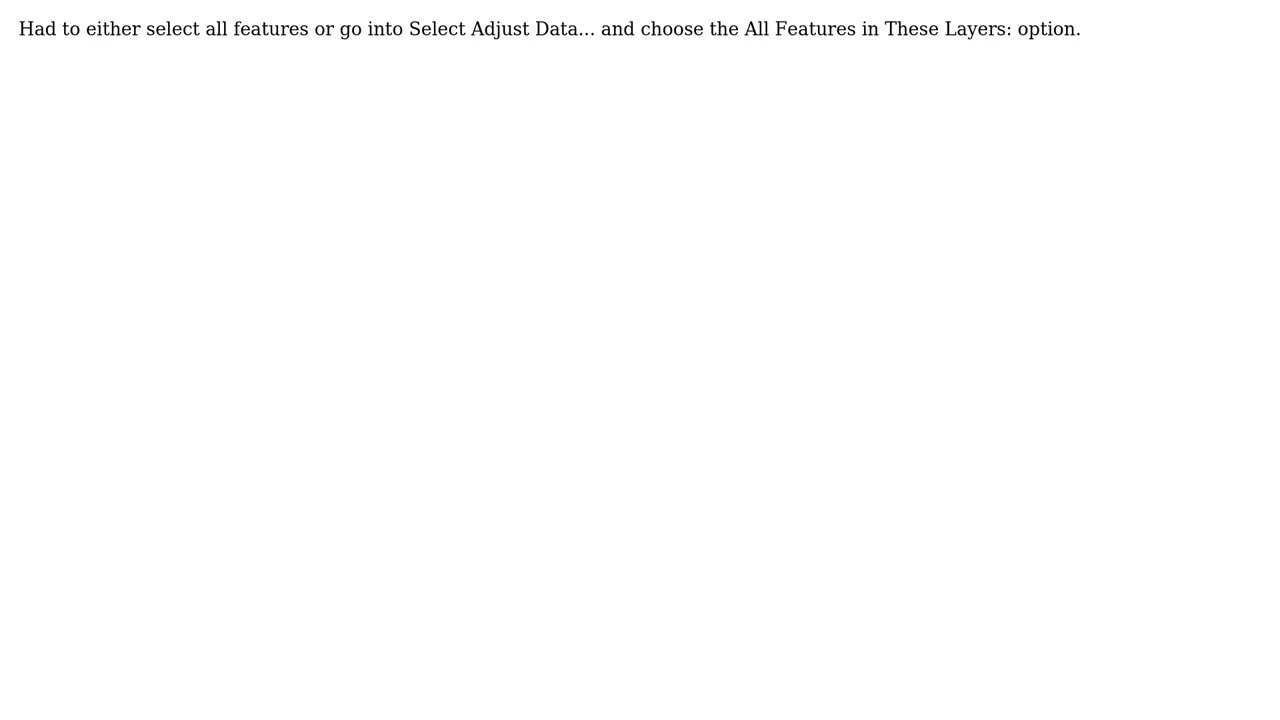 Had to either select all features or go into Select Adjust Data... and choose the All Features in These Layers: option.